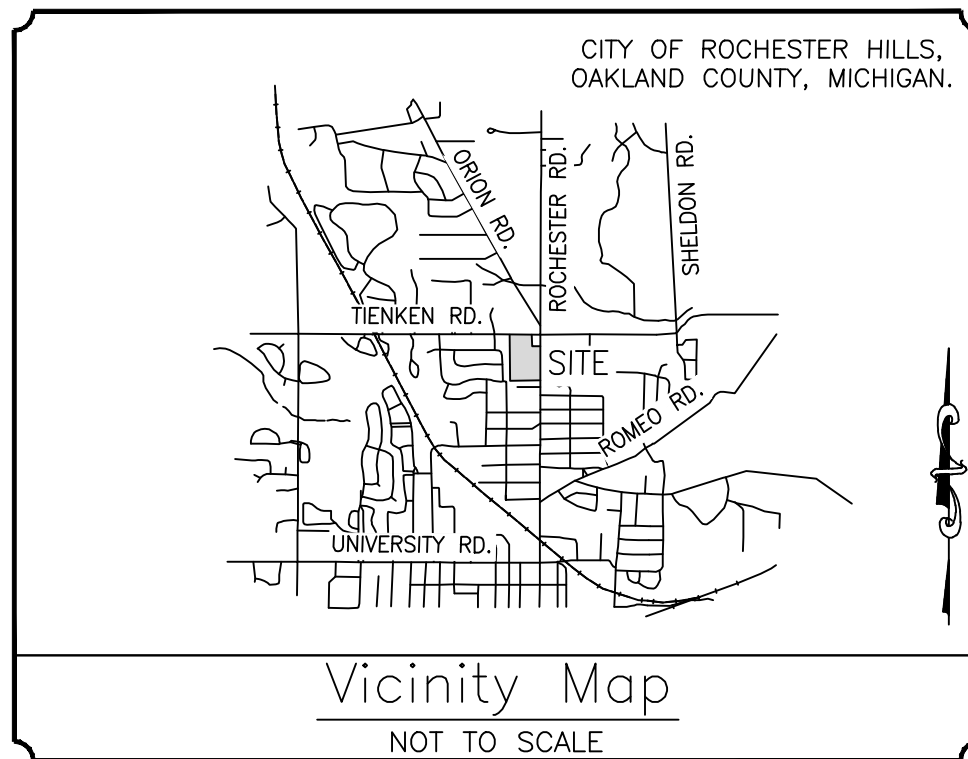 CITY OF ROCHESTER HILLS,
OAKLAND COUNTY, MICHIGAN.
ORION RD.
ROCHESTER RD.
SHELDON RD.
TIENKEN RD.
SITE
ROMEO RD.
UNIVERSITY RD.
Vicinity Map
NOT TO SCALE